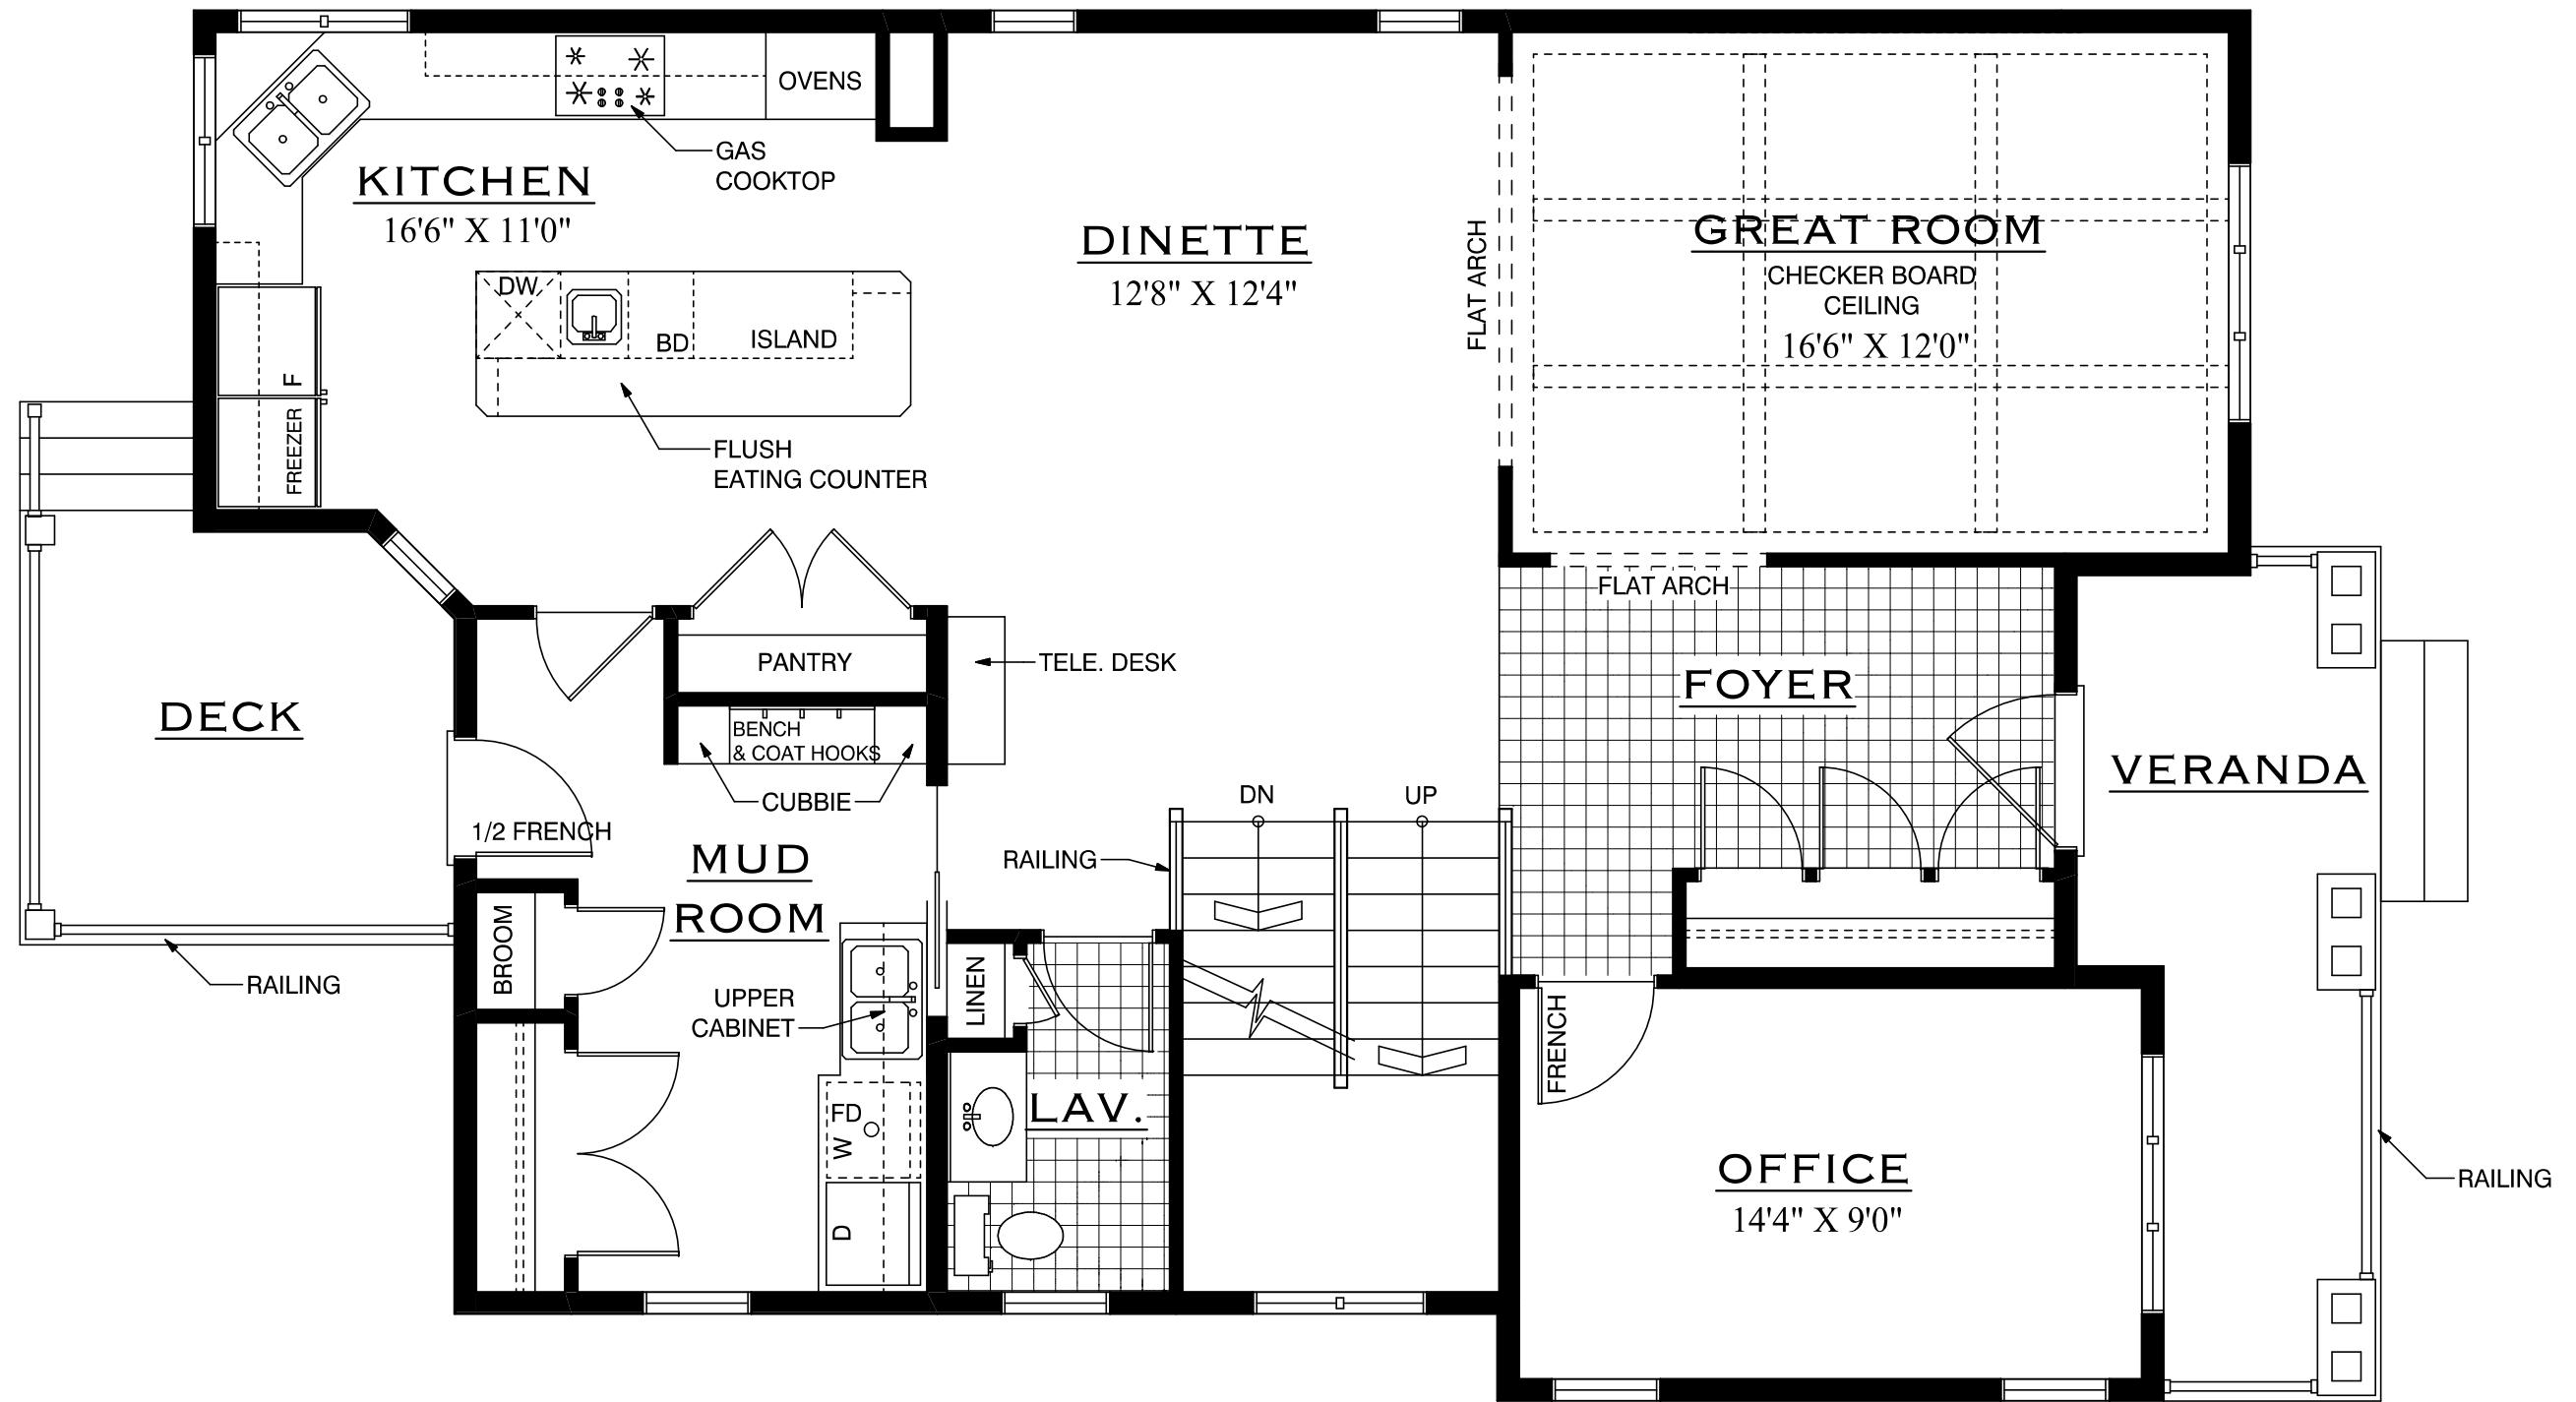 OVENS
GAS
COOKTOP
KITCHEN
16'6" X 11'0"
DINETTE
12'8" X 12'4"
FLAT ARCH
GREAT ROOM
CHECKER BOARD
CEILING
16'6" X 12'0"
DW
BD
ISLAND
F
FREEZER
FLUSH
EATING COUNTER
FLAT ARCH
PANTRY
TELE. DESK
FOYER
DECK
BENCH
& COAT HOOKS
CUBBIE
VERANDA
DN
UP
1/2 FRENCH
MUD
ROOM
RAILING
BROOM
LINEN
RAILING
UPPER
CABINET
FRENCH
FD
W
LAV.
D
OFFICE
14'4" X 9'0"
RAILING